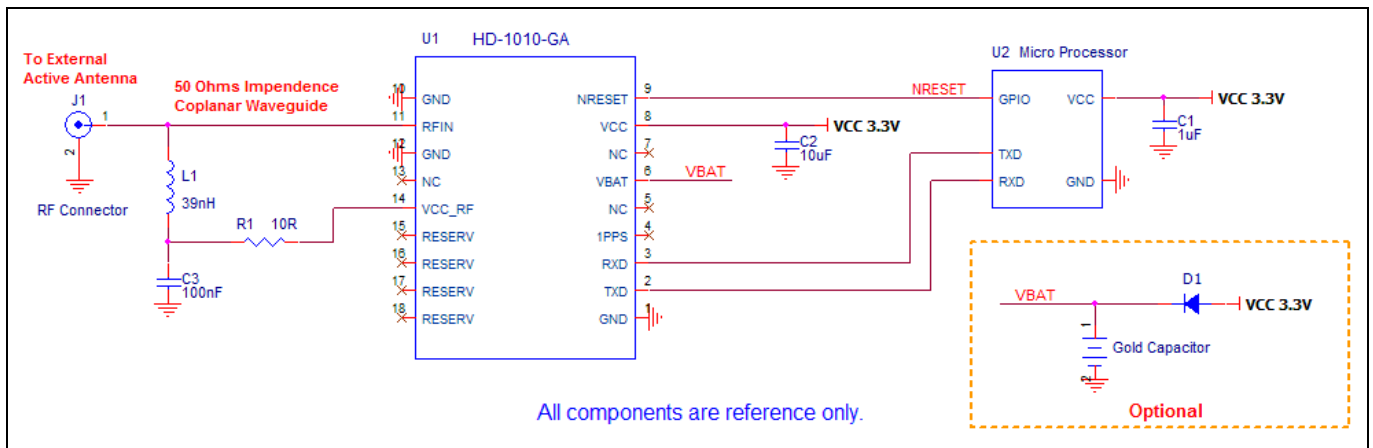 U1 HD-1010-GA
U2 Micro Processor
To External
Active Antenna
J1
1
2
RF Connector
50 Ohms Impendence
Coplanar Waveguide
L1
39nH
R1 10R
C3
100nF
10 GND
11 RFIN
12 GND
13 NC
14 VCC_RF
15 RESERV
16 RESERV
17 RESERV
18 RESERV
NRESET 9
VCC 8
NC 7
VBAT 6
NC 5
1PPS 4
RXD 3
TXD 2
GND 1
NRESET
VCC 3.3V
C2
10uF
VBAT
GPIO VCC
TXD
RXD GND
VCC 3.3V
C1
1uF
VBAT
D1
VCC 3.3V
1
Gold Capacitor
2
Optional
All components are reference only.